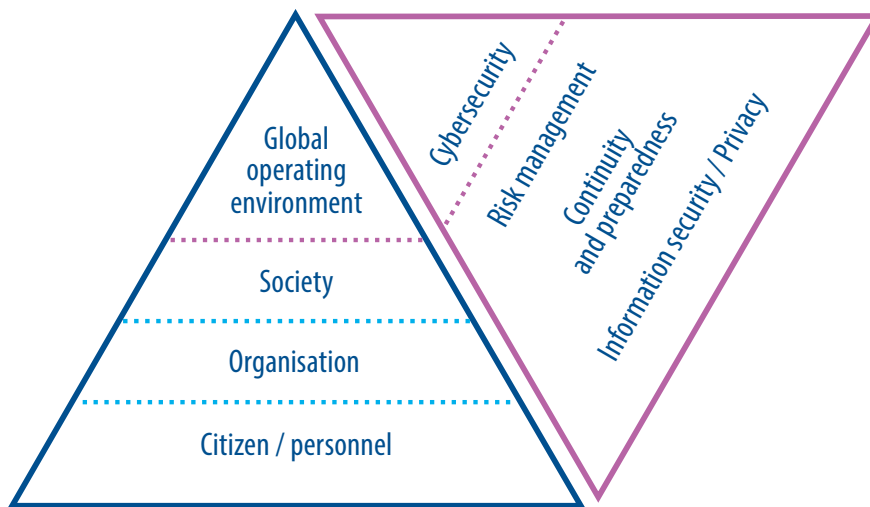 Global
operating
environment
Society
Organisation
Citizen / personnel
Cybersecurity
Risk management
Continuity
and preparedness
Information security / Privacy